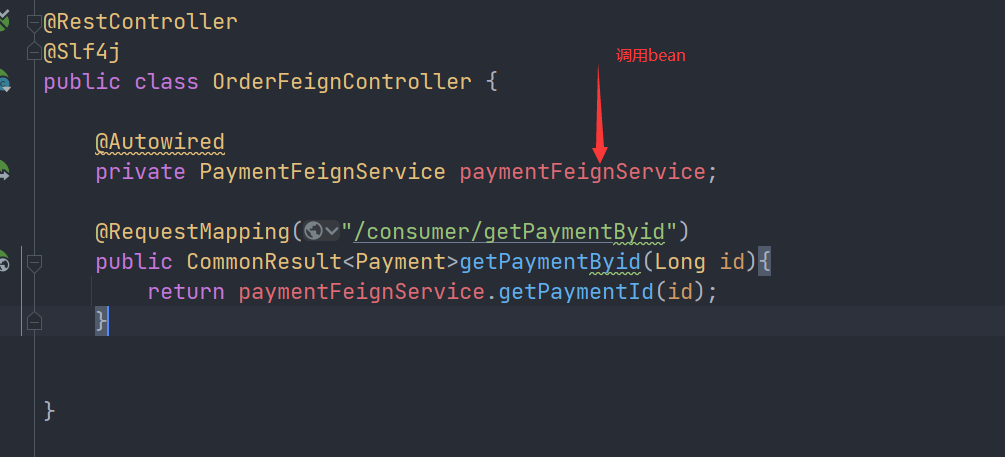 @RestController
@Slf4j
调用bean
public class OrderFeignController {
@Autowired
private PaymentFeignService paymentFeignService;
@RequestMapping("/consumer/getPaymentByid")
public CommonResult<Payment>getPaymentByid(Long id){
return paymentFeignService.getPaymentId(id);
}
}